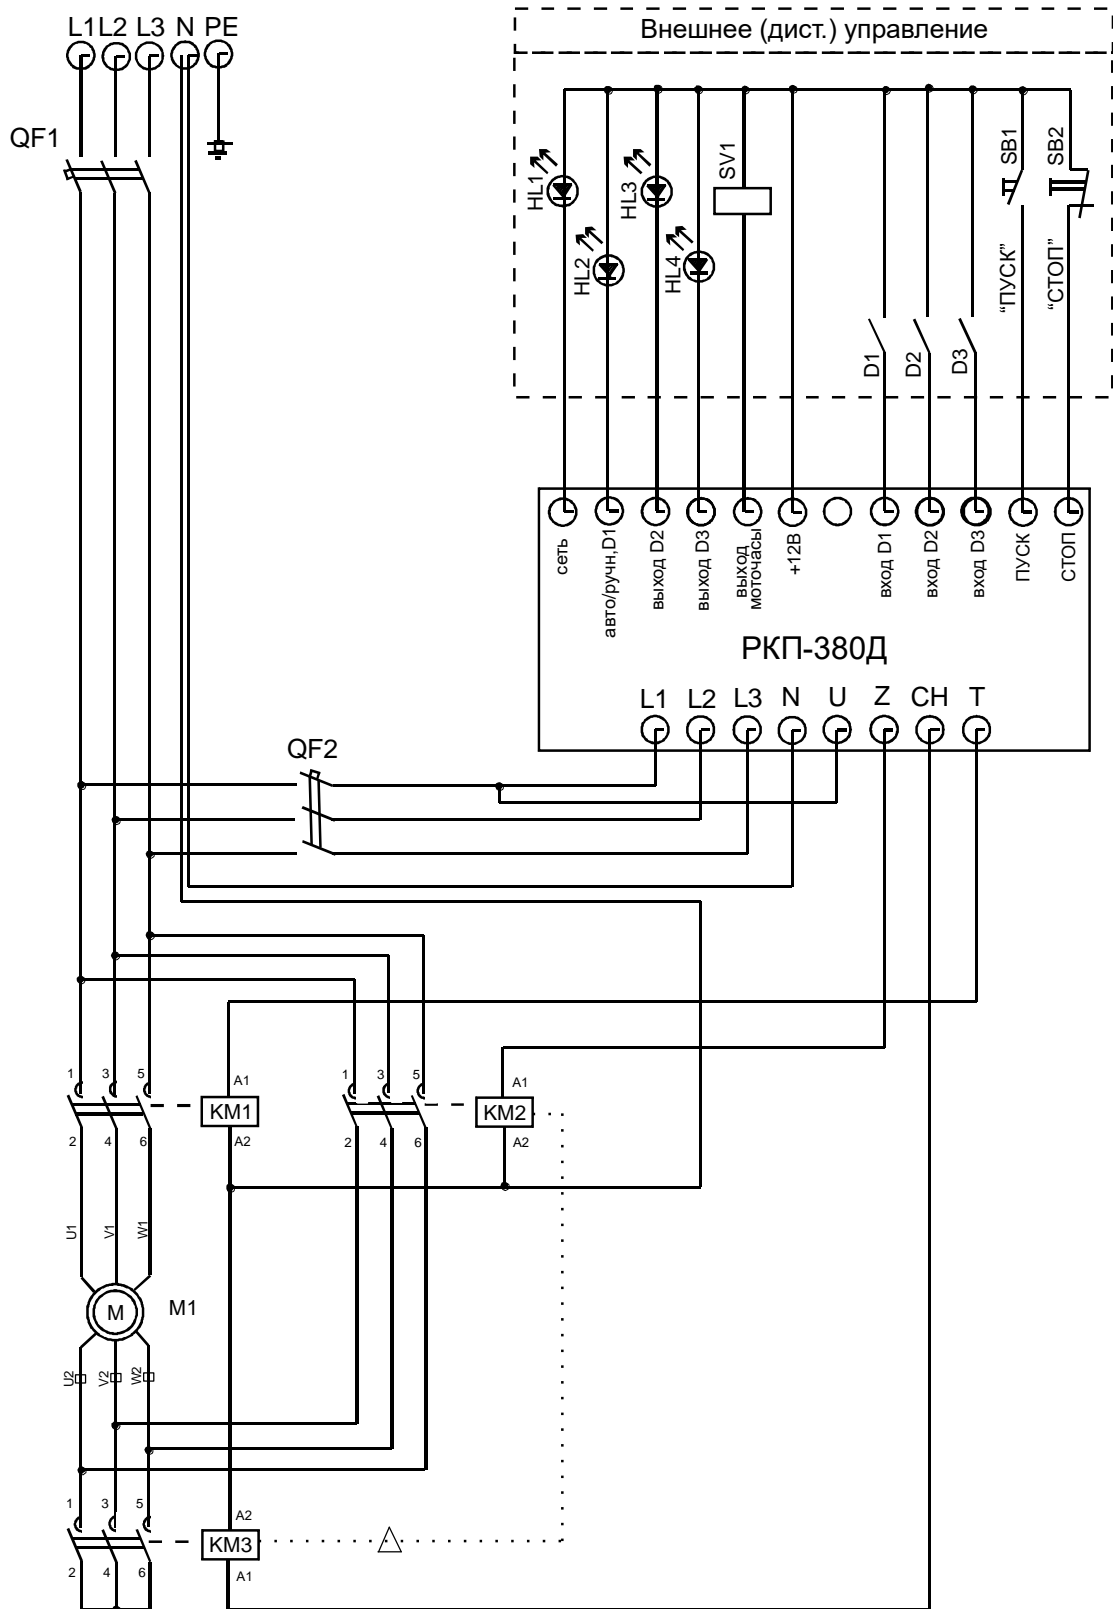 L1 L2 L3 N PE
Внешнее (дист.) управление
QF1
HL1
HL2
HL3
HL4
SV1
D1
D2
D3
SB1
"ПУСК"
SB2
"СТОП"
сеть
авто/ручн,D1
выход D2
выход D3
выход
моточасы
+12В
вход D1
вход D2
вход D3
ПУСК
СТОП
РКП-380Д
L1 L2 L3 N U Z CH T
QF2
1 3 5
A1
KM1
A2
2 4 6
1 3 5
A1
KM2
A2
2 4 6
U1
V1
W1
M
M1
U2
V2
W2
1 3 5
A2
KM3
A1
2 4 6